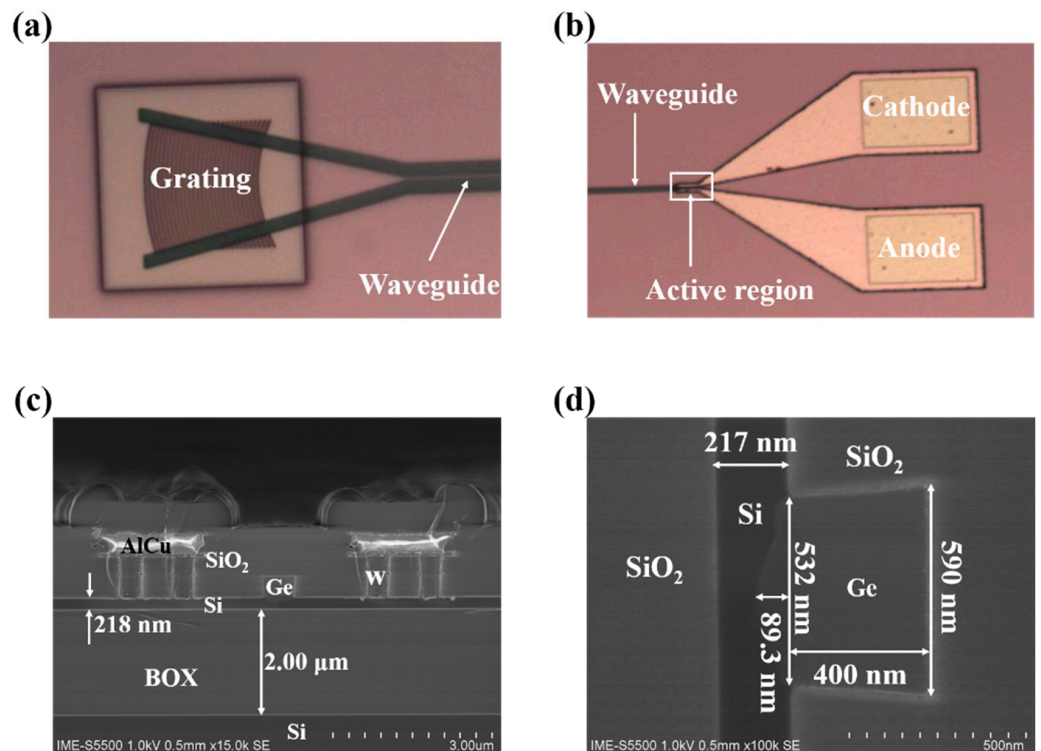 (a)
Grating
Waveguide
(b)
Waveguide
Cathode
Anode
Active region
(c)
AlCu
SiO2
W
Ge
Si
218 nm
2.00 μm
BOX
Si
IME-S5500 1.0kV 0.5mm x15.0k SE
3.00um
(d)
217 nm
SiO2
Si
SiO2
532 nm
Ge
590 nm
89.3 nm
400 nm
IME-S5500 1.0kV 0.5mm x100k SE
500nm